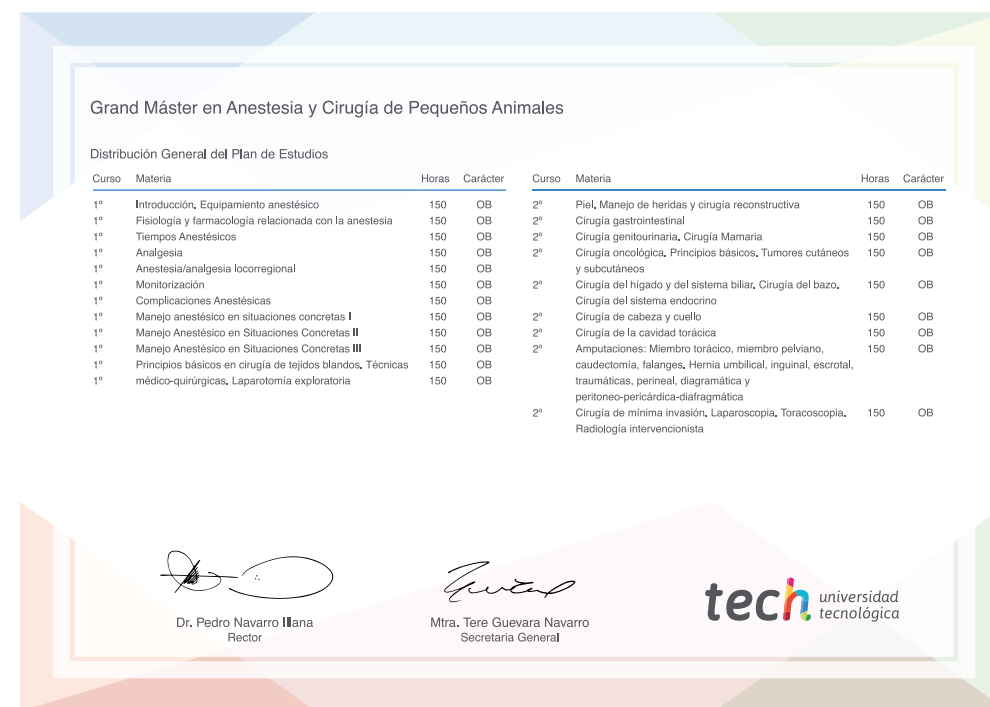 Grand Máster en Anestesia y Cirugía de Pequeños Animales
Distribución General del Plan de Estudios
Curso Materia Horas Carácter
1º Introducción. Equipamiento anestésico 150 OB
1º Fisiología y farmacología relacionada con la anestesia 150 OB
1º Tiempos Anestésicos 150 OB
1º Analgesia 150 OB
1º Anestesia/analgesia locorregional 150 OB
1º Monitorización 150 OB
1º Complicaciones Anestésicas 150 OB
1º Manejo anestésico en situaciones concretas I 150 OB
1º Manejo Anestésico en Situaciones Concretas II 150 OB
1º Manejo Anestésico en Situaciones Concretas III 150 OB
1º Principios básicos en cirugía de tejidos blandos. Técnicas 150 OB
1º médico-quirúrgicas. Laparotomía exploratoria 150 OB
Curso Materia Horas Carácter
2º Piel. Manejo de heridas y cirugía reconstructiva 150 OB
2º Cirugía gastrointestinal 150 OB
2º Cirugía genitourinaria. Cirugía Mamaria 150 OB
2º Cirugía oncológica. Principios básicos. Tumores cutáneos 150 OB
y subcutáneos
2º Cirugía del hígado y del sistema biliar. Cirugía del bazo. 150 OB
Cirugía del sistema endocrino
2º Cirugía de cabeza y cuello 150 OB
2º Cirugía de la cavidad torácica 150 OB
2º Amputaciones: Miembro torácico, miembro pelviano, 150 OB
caudectomía, falanges. Hernia umbilical, inguinal, escrotal,
traumáticas, perineal, diagramática y
peritoneo-pericárdica-diafragmática
2º Cirugía de mínima invasión. Laparoscopia. Toracoscopia. 150 OB
Radiología intervencionista
Dr. Pedro Navarro Illana
Rector
Mtra. Tere Guevara Navarro
Secretaria General
tech universidad
tecnológica